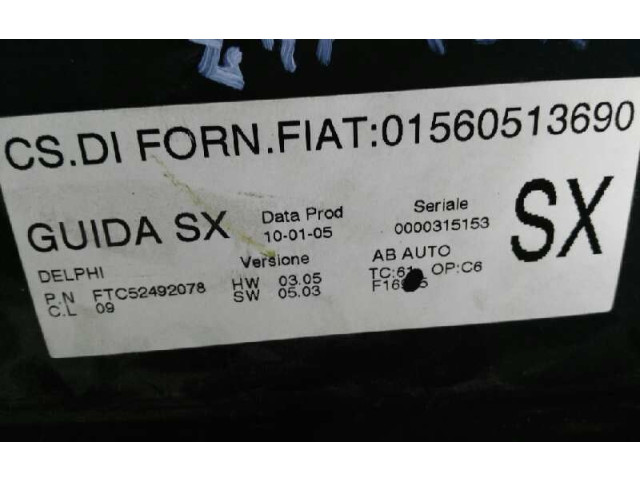 CS.DI FORN.FIAT:01560513690
GUIDA SX
Data Prod
10-01-05
Seriale
0000315153
SX
DELPHI
P.N FTC52492078
C.L 09
Versione
HW 03.05
SW 05.03
AB AUTO
OP:C6